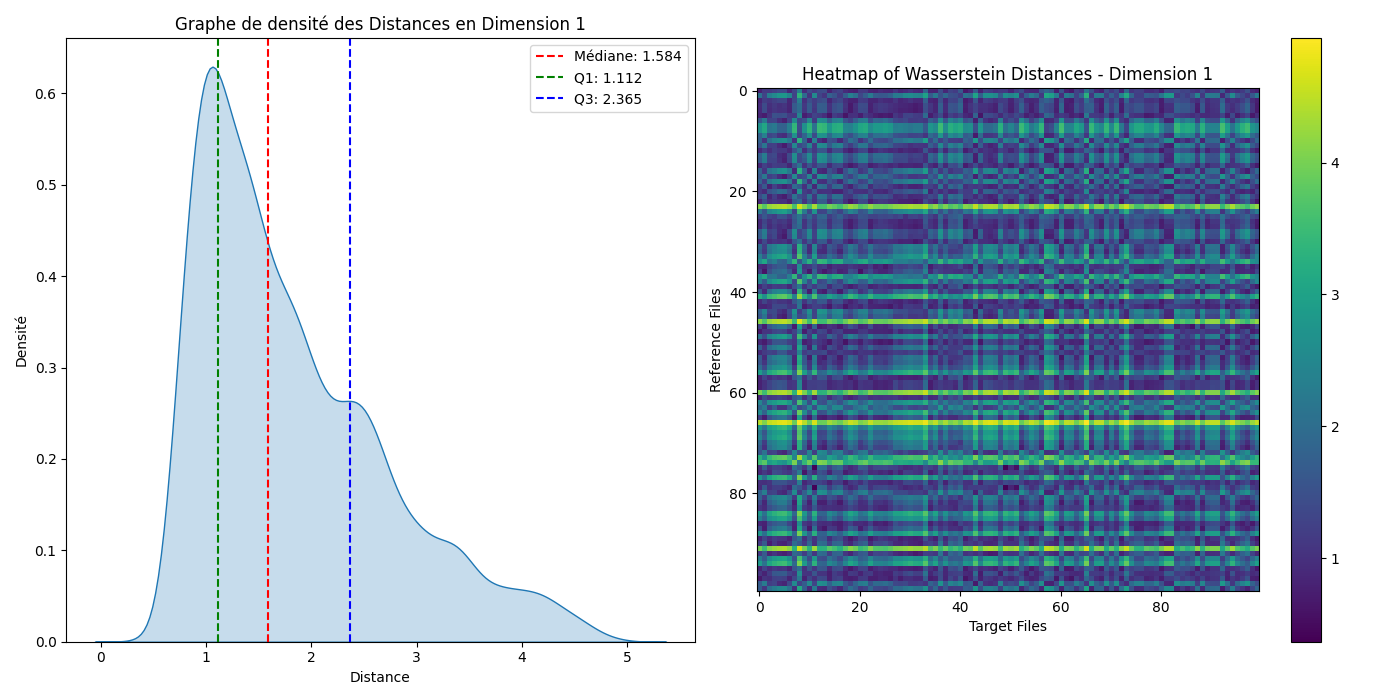 Graphe de densité des Distances en Dimension 1
Médiane: 1.584
Q1: 1.112
Q3: 2.365
Densité
0.6
0.5
0.4
0.3
0.2
0.1
0.0
0 1 2 3 4 5
Distance
Heatmap of Wasserstein Distances - Dimension 1
Reference Files
0
20
40
60
80
0 20 40 60 80
Target Files
4
3
2
1